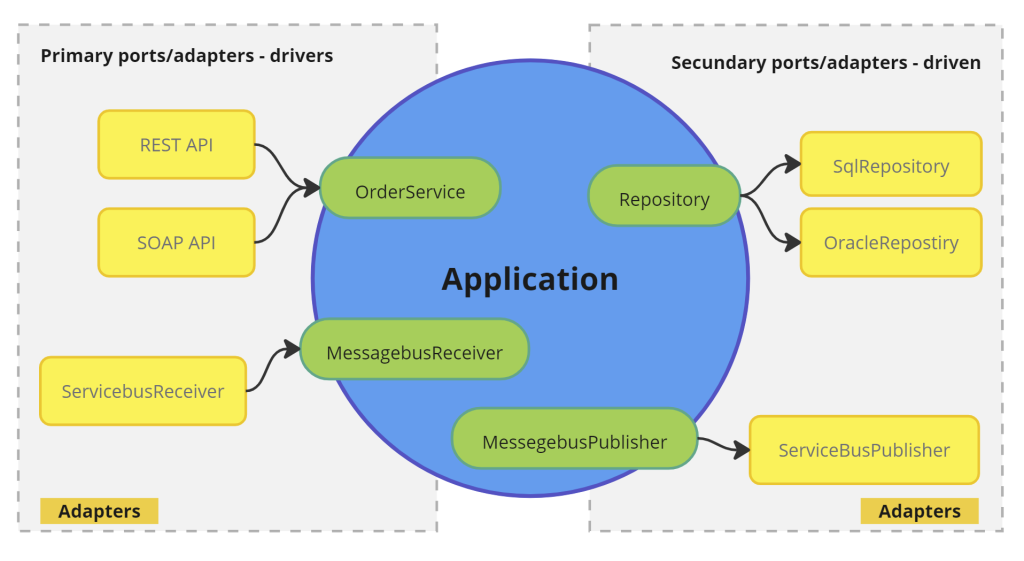 Primary ports/adapters - drivers
Secundary ports/adapters - driven
REST API
SOAP API
OrderService
Repository
SqlRepository
OracleRepostiry
Application
MessagebusReceiver
ServicebusReceiver
MessegebusPublisher
ServiceBusPublisher
Adapters
Adapters